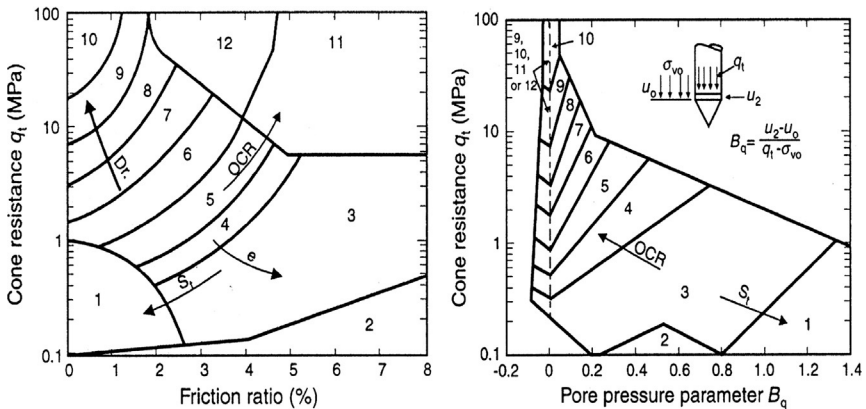 Cone resistance qt (MPa)
100
10
1
0.1
10
9
8
7
6
5
4
3
12
11
1
2
Dr.
OCR
e
St
0 1 2 3 4 5 6 7 8
Friction ratio (%)
Cone resistance qt (MPa)
100
10
1
0.1
9,
10,
11
or 12
10
9
8
7
6
5
4
3
2
1
OCR
St
σvo
qt
uo
u2
Bq= u2-uo
qt-σvo
-0.2 0 0.2 0.4 0.6 0.8 1.0 1.2 1.4
Pore pressure parameter Bq